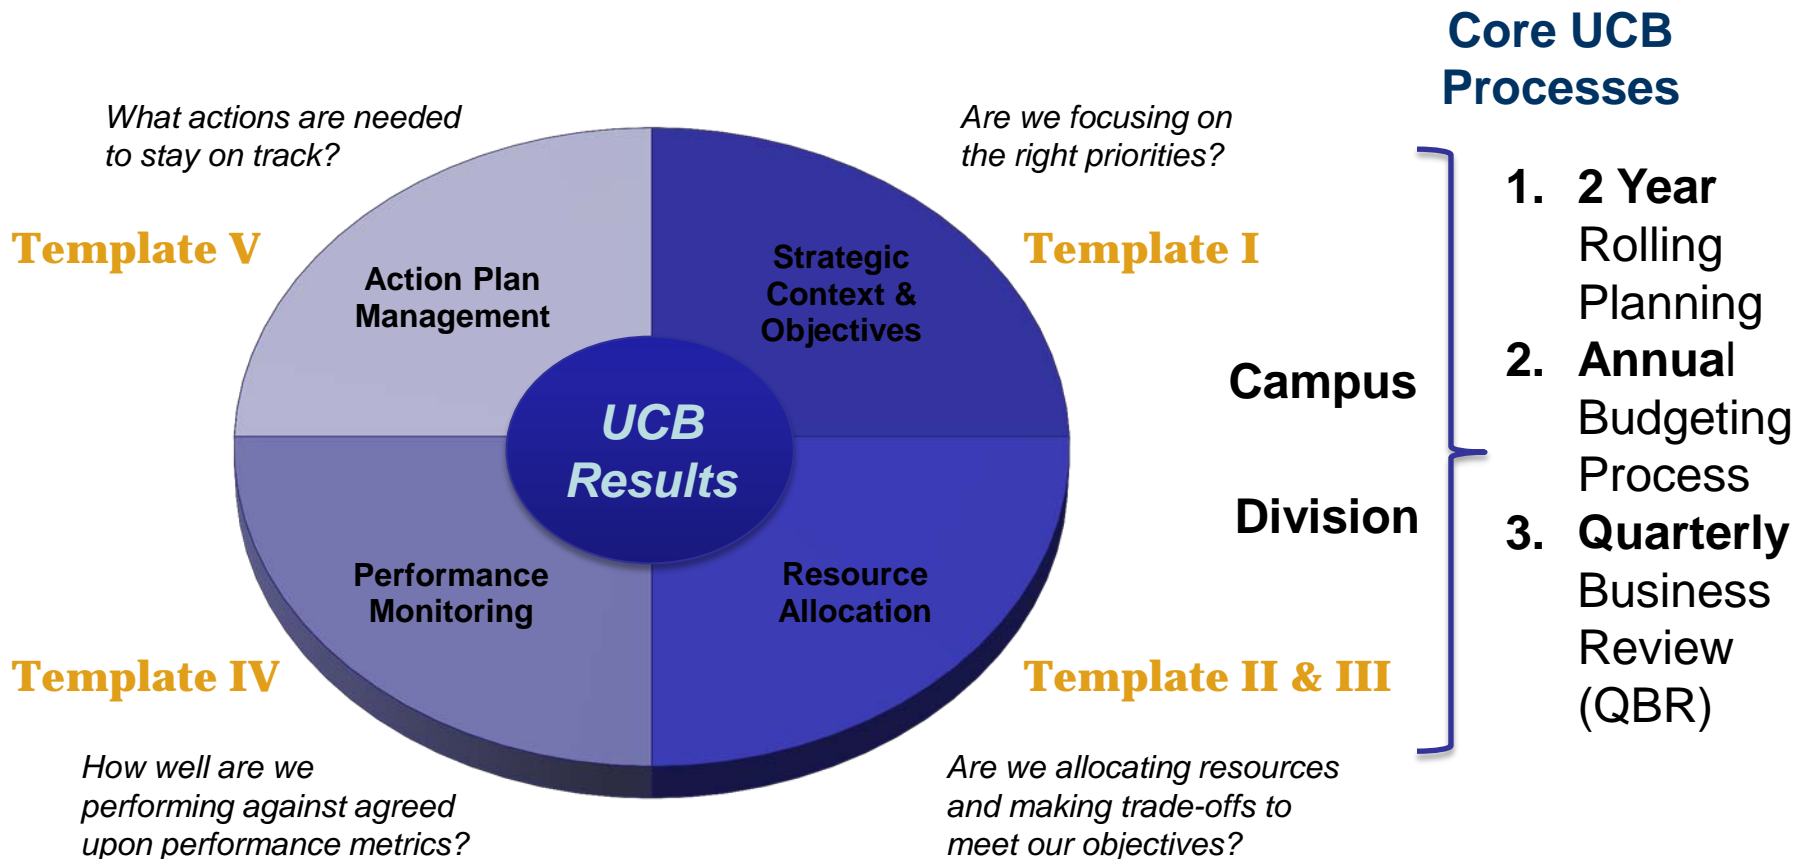 Core UCB
Processes
What actions are needed
to stay on track?
Are we focusing on
the right priorities?
Template V
Template I
Action Plan
Management
Strategic
Context &
Objectives
UCB
Results
Performance
Monitoring
Resource
Allocation
Template IV
Template II & III
How well are we
performing against agreed
upon performance metrics?
Are we allocating resources
and making trade-offs to
meet our objectives?
Campus
Division
1. 2 Year
Rolling
Planning
2. Annual
Budgeting
Process
3. Quarterly
Business
Review
(QBR)